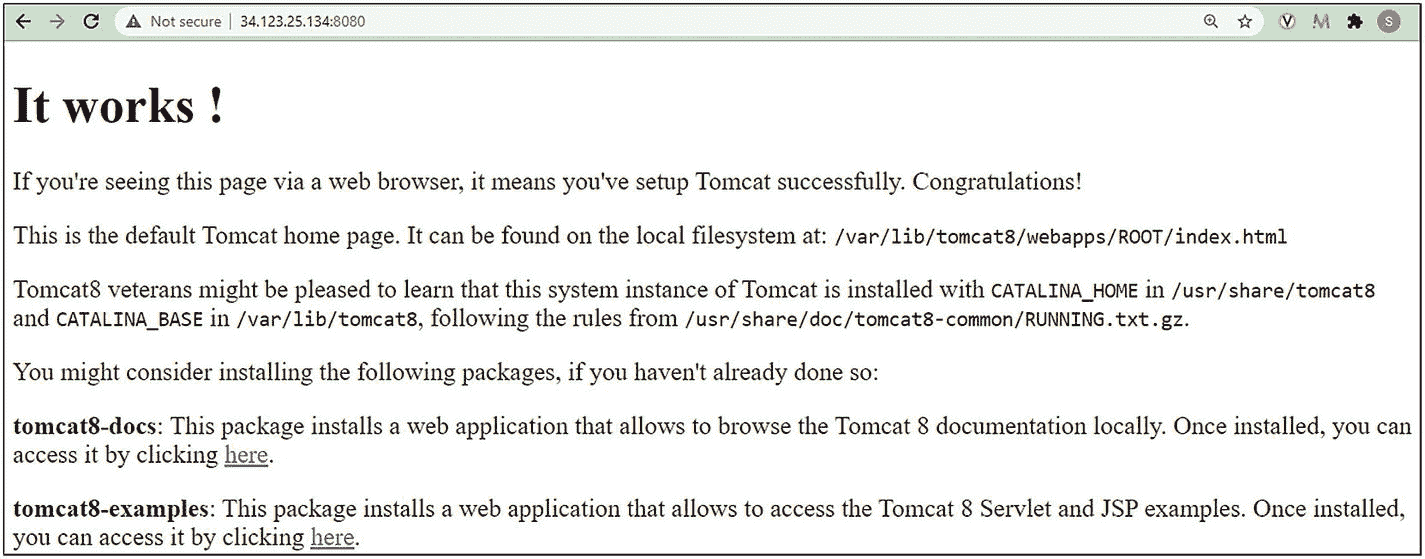 Not secure | 34.123.25.134:8080
It works !
If you're seeing this page via a web browser, it means you've setup Tomcat successfully. Congratulations!
This is the default Tomcat home page. It can be found on the local filesystem at: /var/lib/tomcat8/webapps/ROOT/index.html
Tomcat8 veterans might be pleased to learn that this system instance of Tomcat is installed with CATALINA_HOME in /usr/share/tomcat8
and CATALINA_BASE in /var/lib/tomcat8, following the rules from /usr/share/doc/tomcat8-common/RUNNING.txt.gz.
You might consider installing the following packages, if you haven't already done so:
tomcat8-docs: This package installs a web application that allows to browse the Tomcat 8 documentation locally. Once installed, you can
access it by clicking here.
tomcat8-examples: This package installs a web application that allows to access the Tomcat 8 Servlet and JSP examples. Once installed,
you can access it by clicking here.